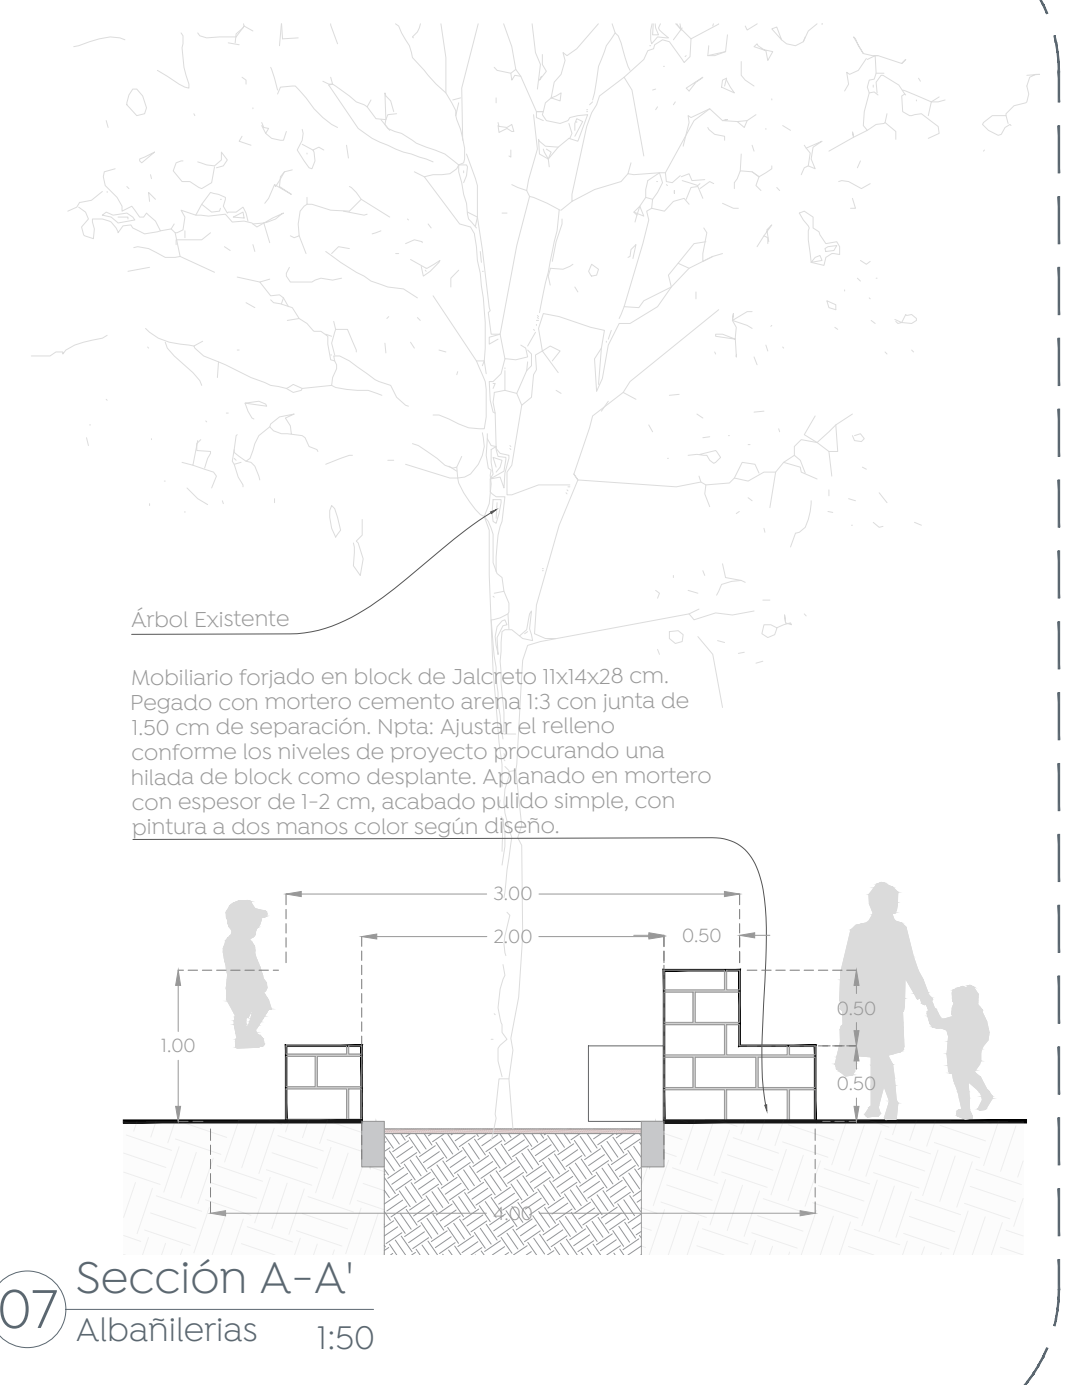 Árbol Existente
Mobiliario forjado en block de Jalcreto 11x14x28 cm.
Pegado con mortero cemento arena 1:3 con junta de
1.50 cm de separación. Npta: Ajustar el relleno
conforme los niveles de proyecto procurando una
hilada de block como desplante. Aplanado en mortero
con espesor de 1-2 cm, acabado pulido simple, con
pintura a dos manos color según diseño.
3.00
2.00
0.50
0.50
1.00
0.50
4.00
07
Sección A-A'
Albañilerias
1:50